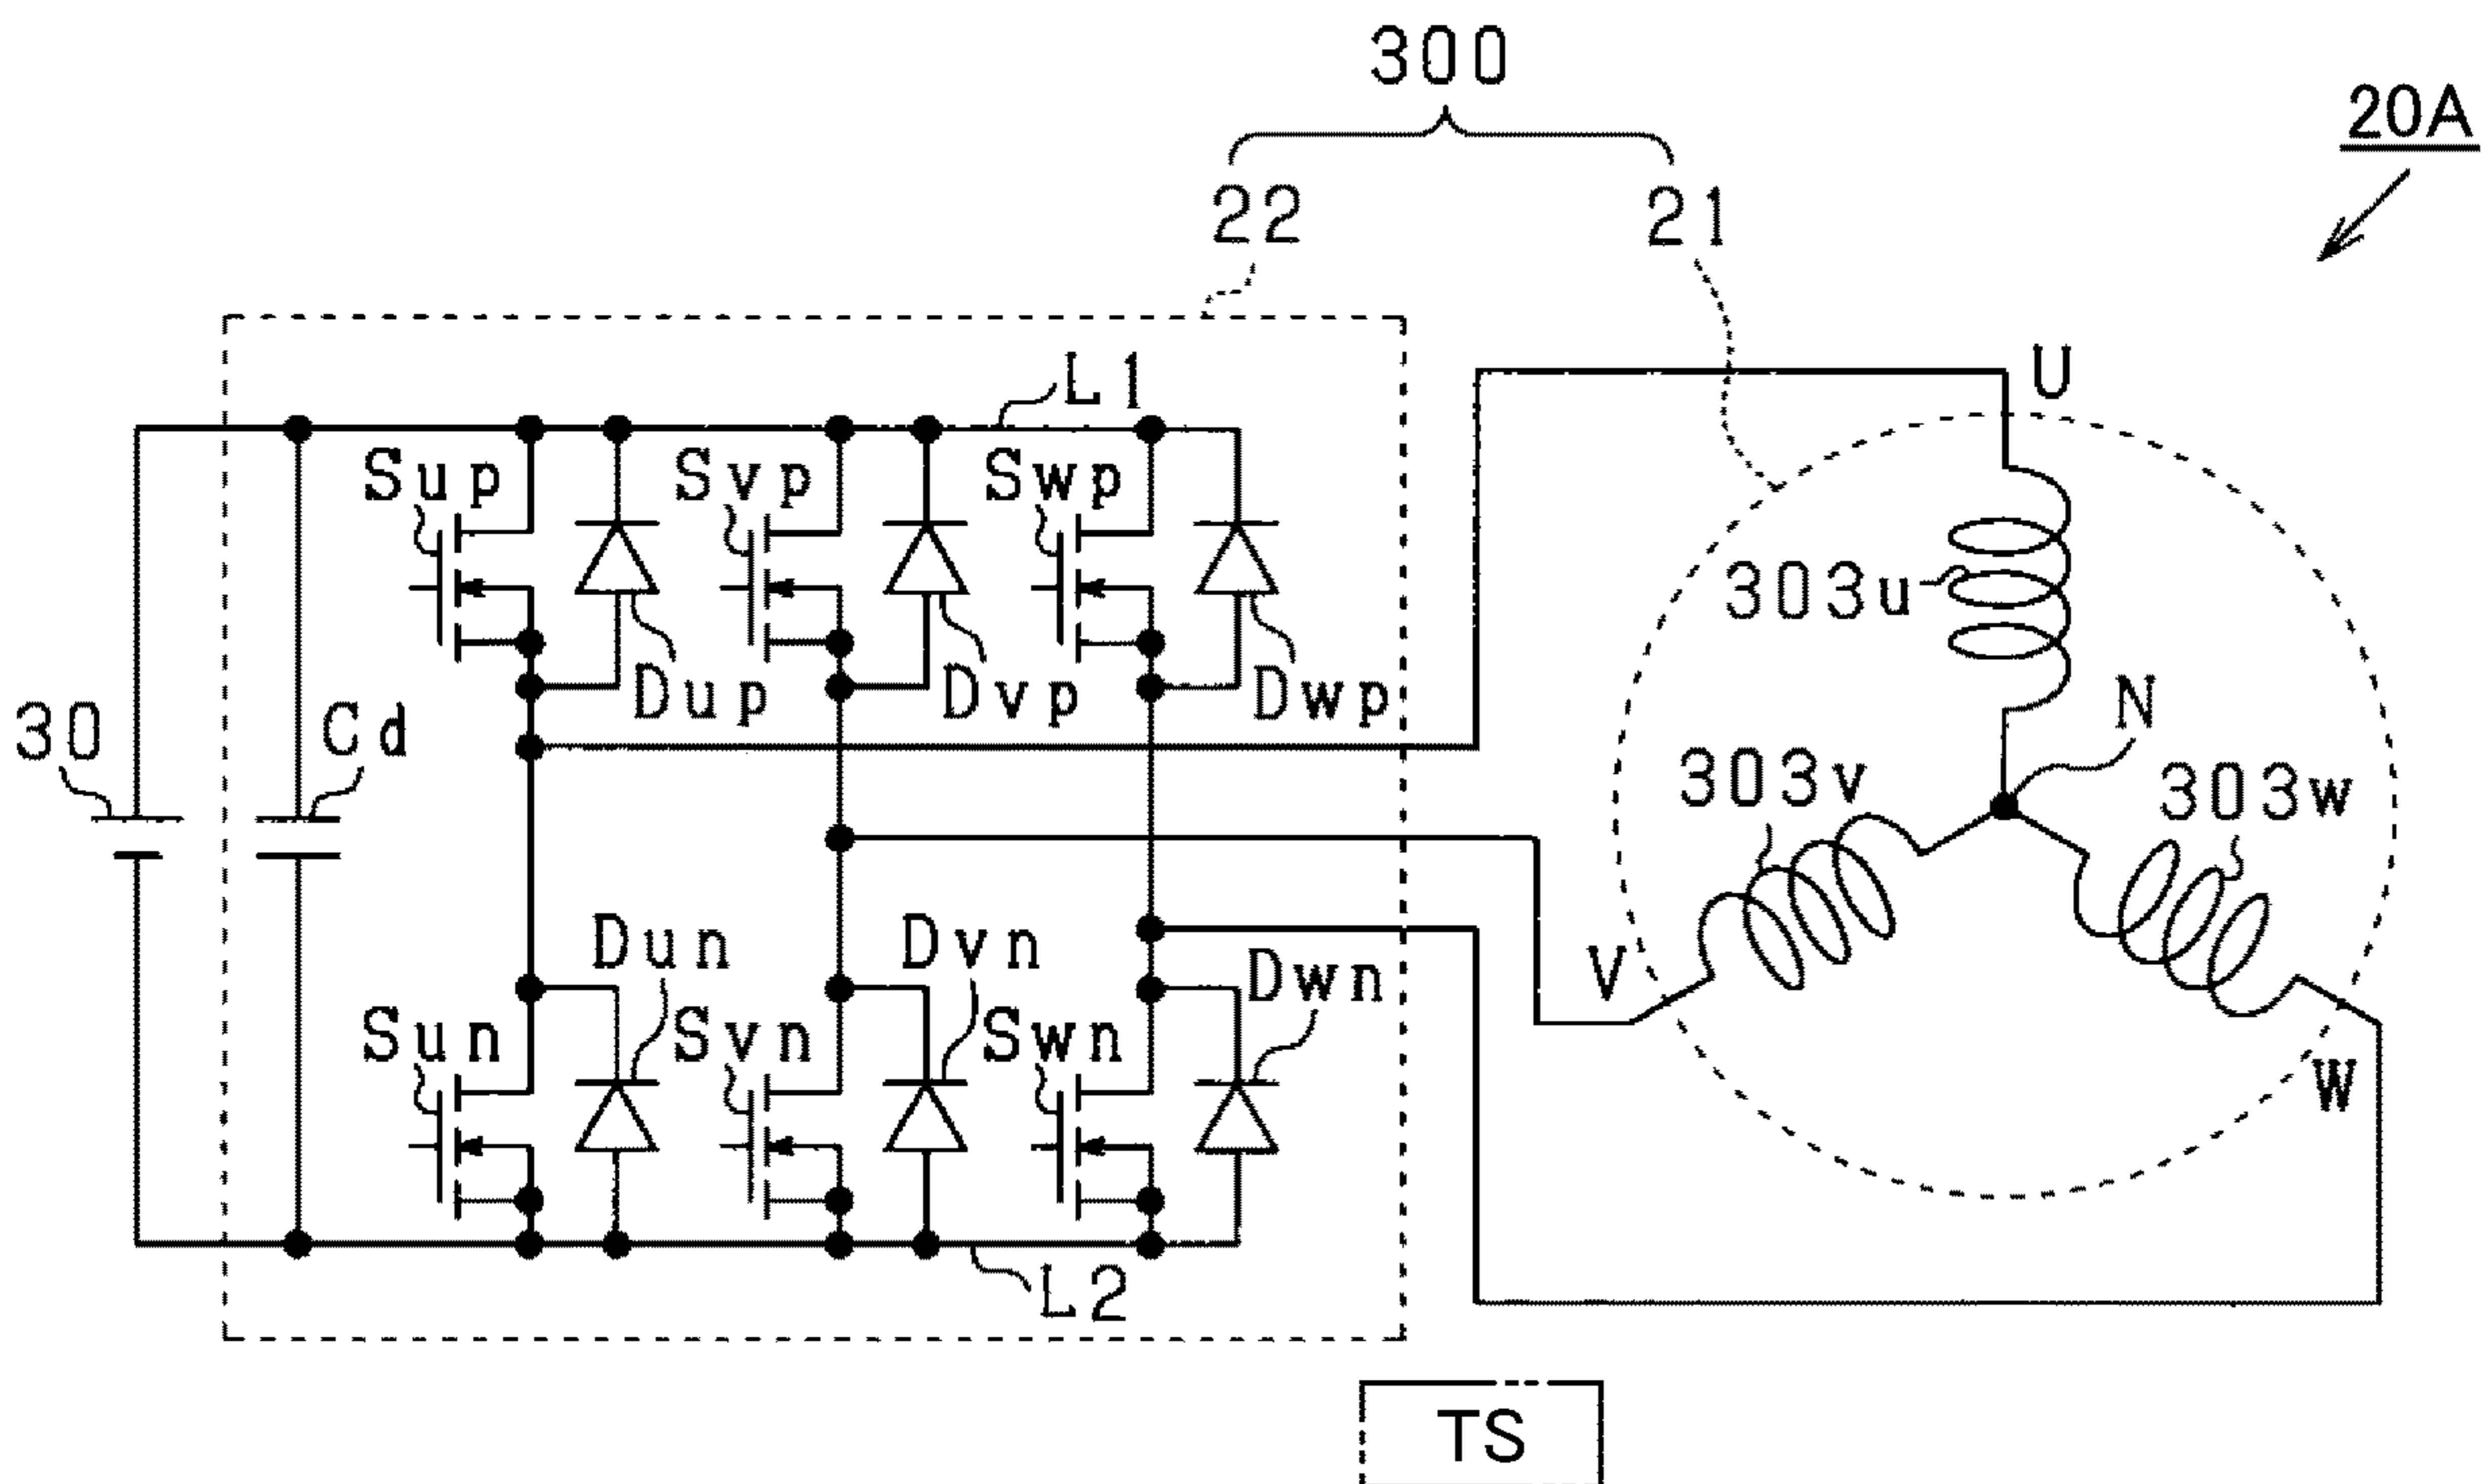 300
20A
22 21
L1
U
Sup Svp Swp
303u
Dup Dvp Dwp
N
30 Cd
303v 303w
Dun Dvn Dwn
V
Sun Svn Swn
W
L2
TS